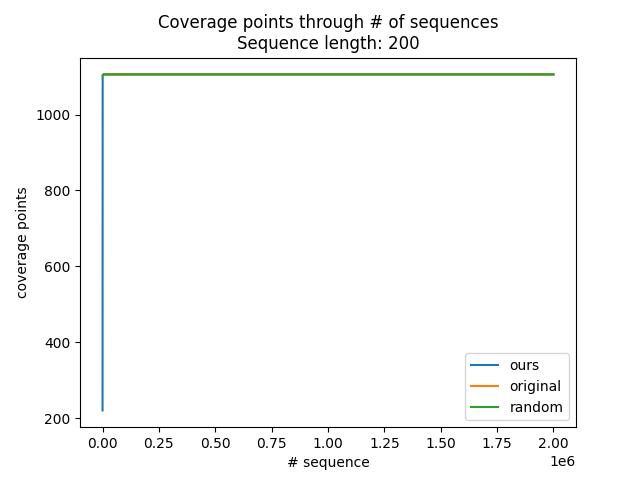 Coverage points through # of sequences
Sequence length: 200
coverage points
1000
800
600
400
200
ours
original
random
0.00 0.25 0.50 0.75 1.00 1.25 1.50 1.75 2.00
1e6
# sequence